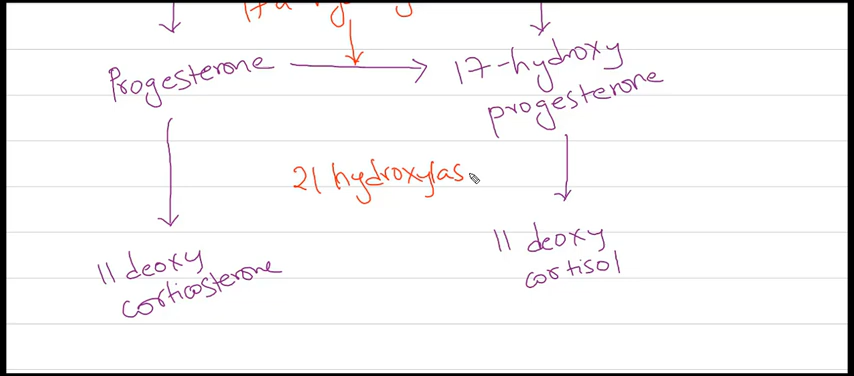 Progesterone
17-hydroxy
progesterone
21 hydroxylas
11 deoxy
corticosterone
11 deoxy
cortisol